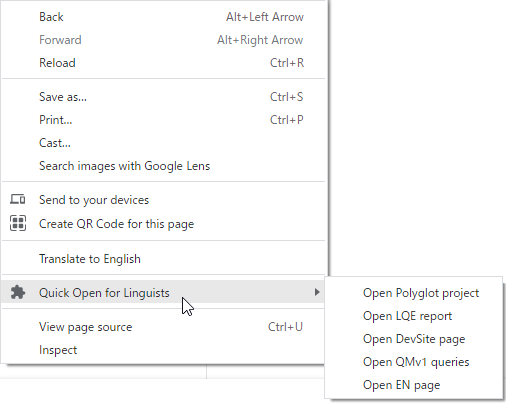 Back Alt+Left Arrow
Forward Alt+Right Arrow
Reload Ctrl+R
Save as... Ctrl+S
Print... Ctrl+P
Cast...
Search images with Google Lens
Send to your devices
Create QR Code for this page
Translate to English
Quick Open for Linguists
Open Polyglot project
Open LQE report
View page source Ctrl+U
Open DevSite page
Inspect
Open QMv1 queries
Open EN page